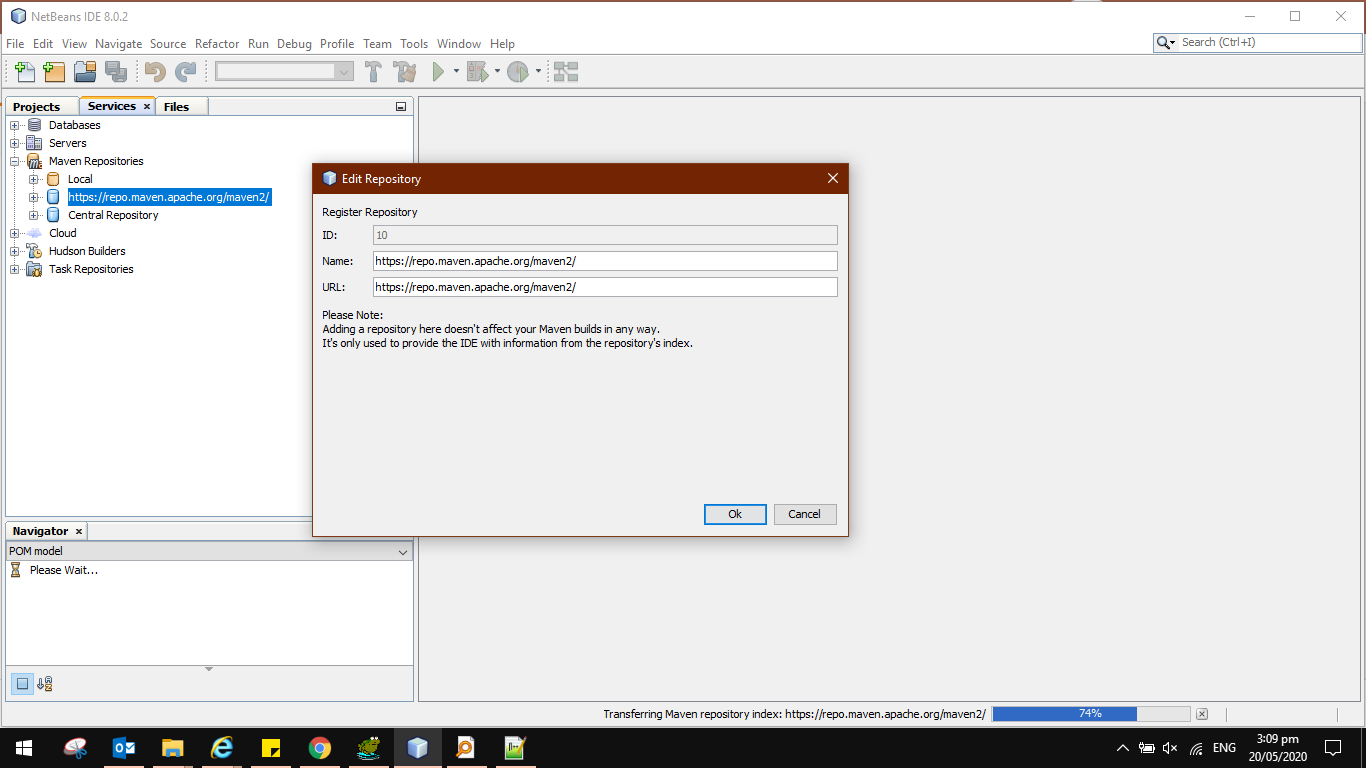 NetBeans IDE 8.0.2
File Edit View Navigate Source Refactor Run Debug Profile Team Tools Window Help
Search (Ctrl+I)
Projects Services Files
Databases
Servers
Maven Repositories
Local
https://repo.maven.apache.org/maven2/
Central Repository
Cloud
Hudson Builders
Task Repositories
Edit Repository
Register Repository
ID: 10
Name: https://repo.maven.apache.org/maven2/
URL: https://repo.maven.apache.org/maven2/
Please Note:
Adding a repository here doesn't affect your Maven builds in any way.
It's only used to provide the IDE with information from the repository's index.
Ok Cancel
Navigator
POM model
Please Wait...
Transferring Maven repository index: https://repo.maven.apache.org/maven2/ 74%
ENG
3:09 pm
20/05/2020